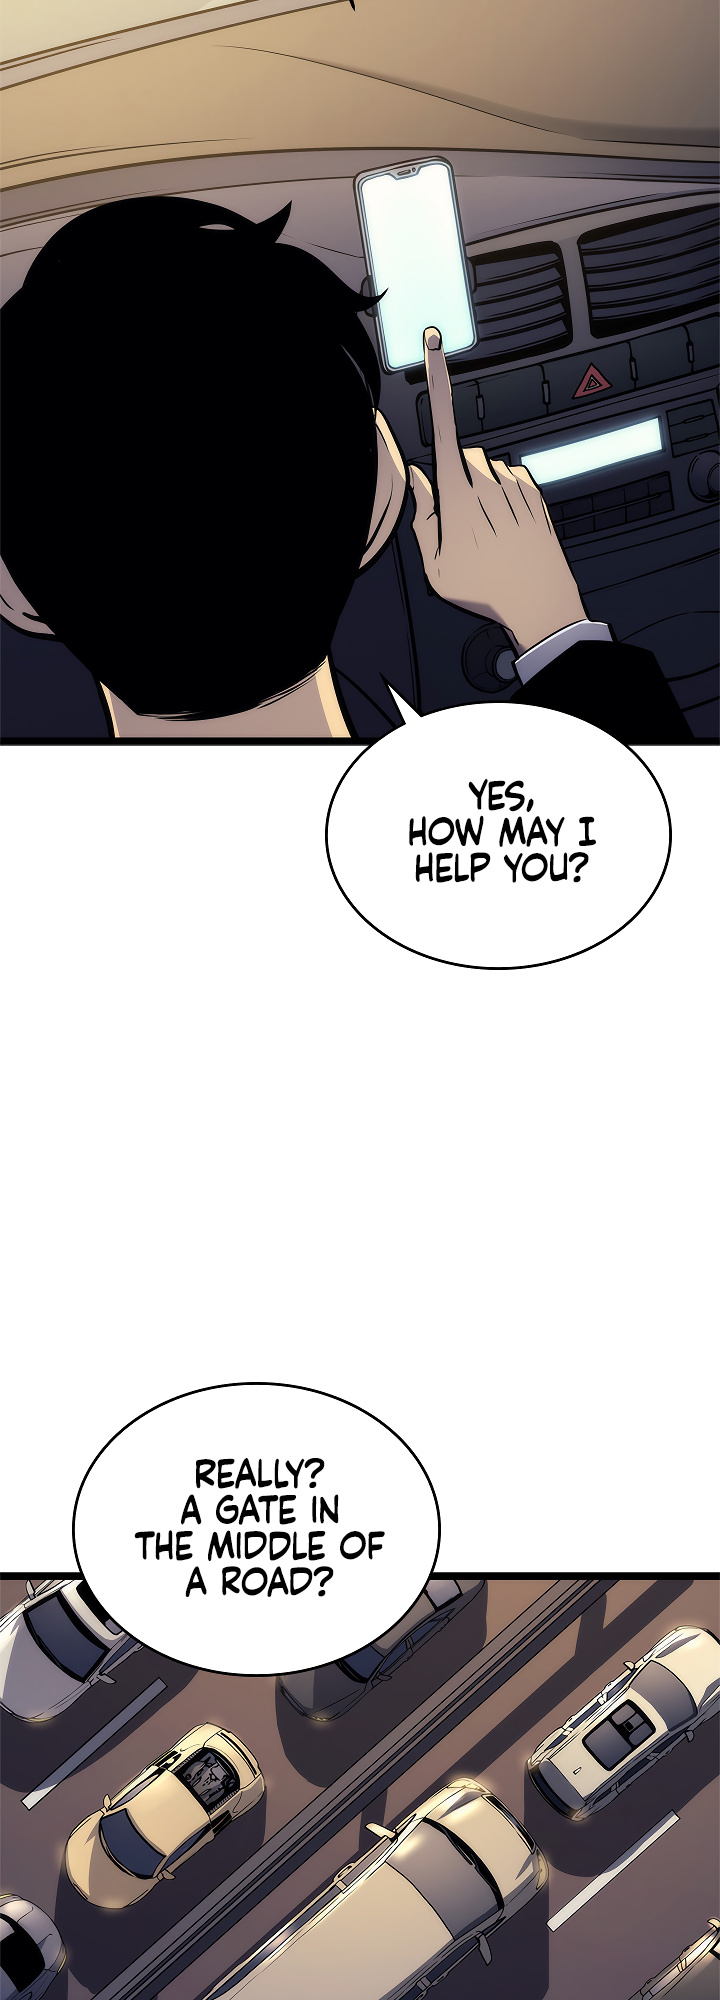 YES,
HOW MAY I
HELP YOU?
REALLY?
A GATE IN
THE MIDDLE OF
A ROAD?